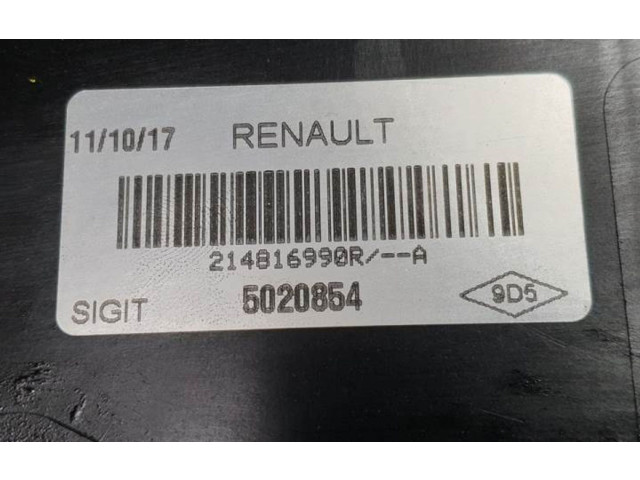 11/10/17 RENAULT
214816990R/--A
SIGIT 5020854 9D5